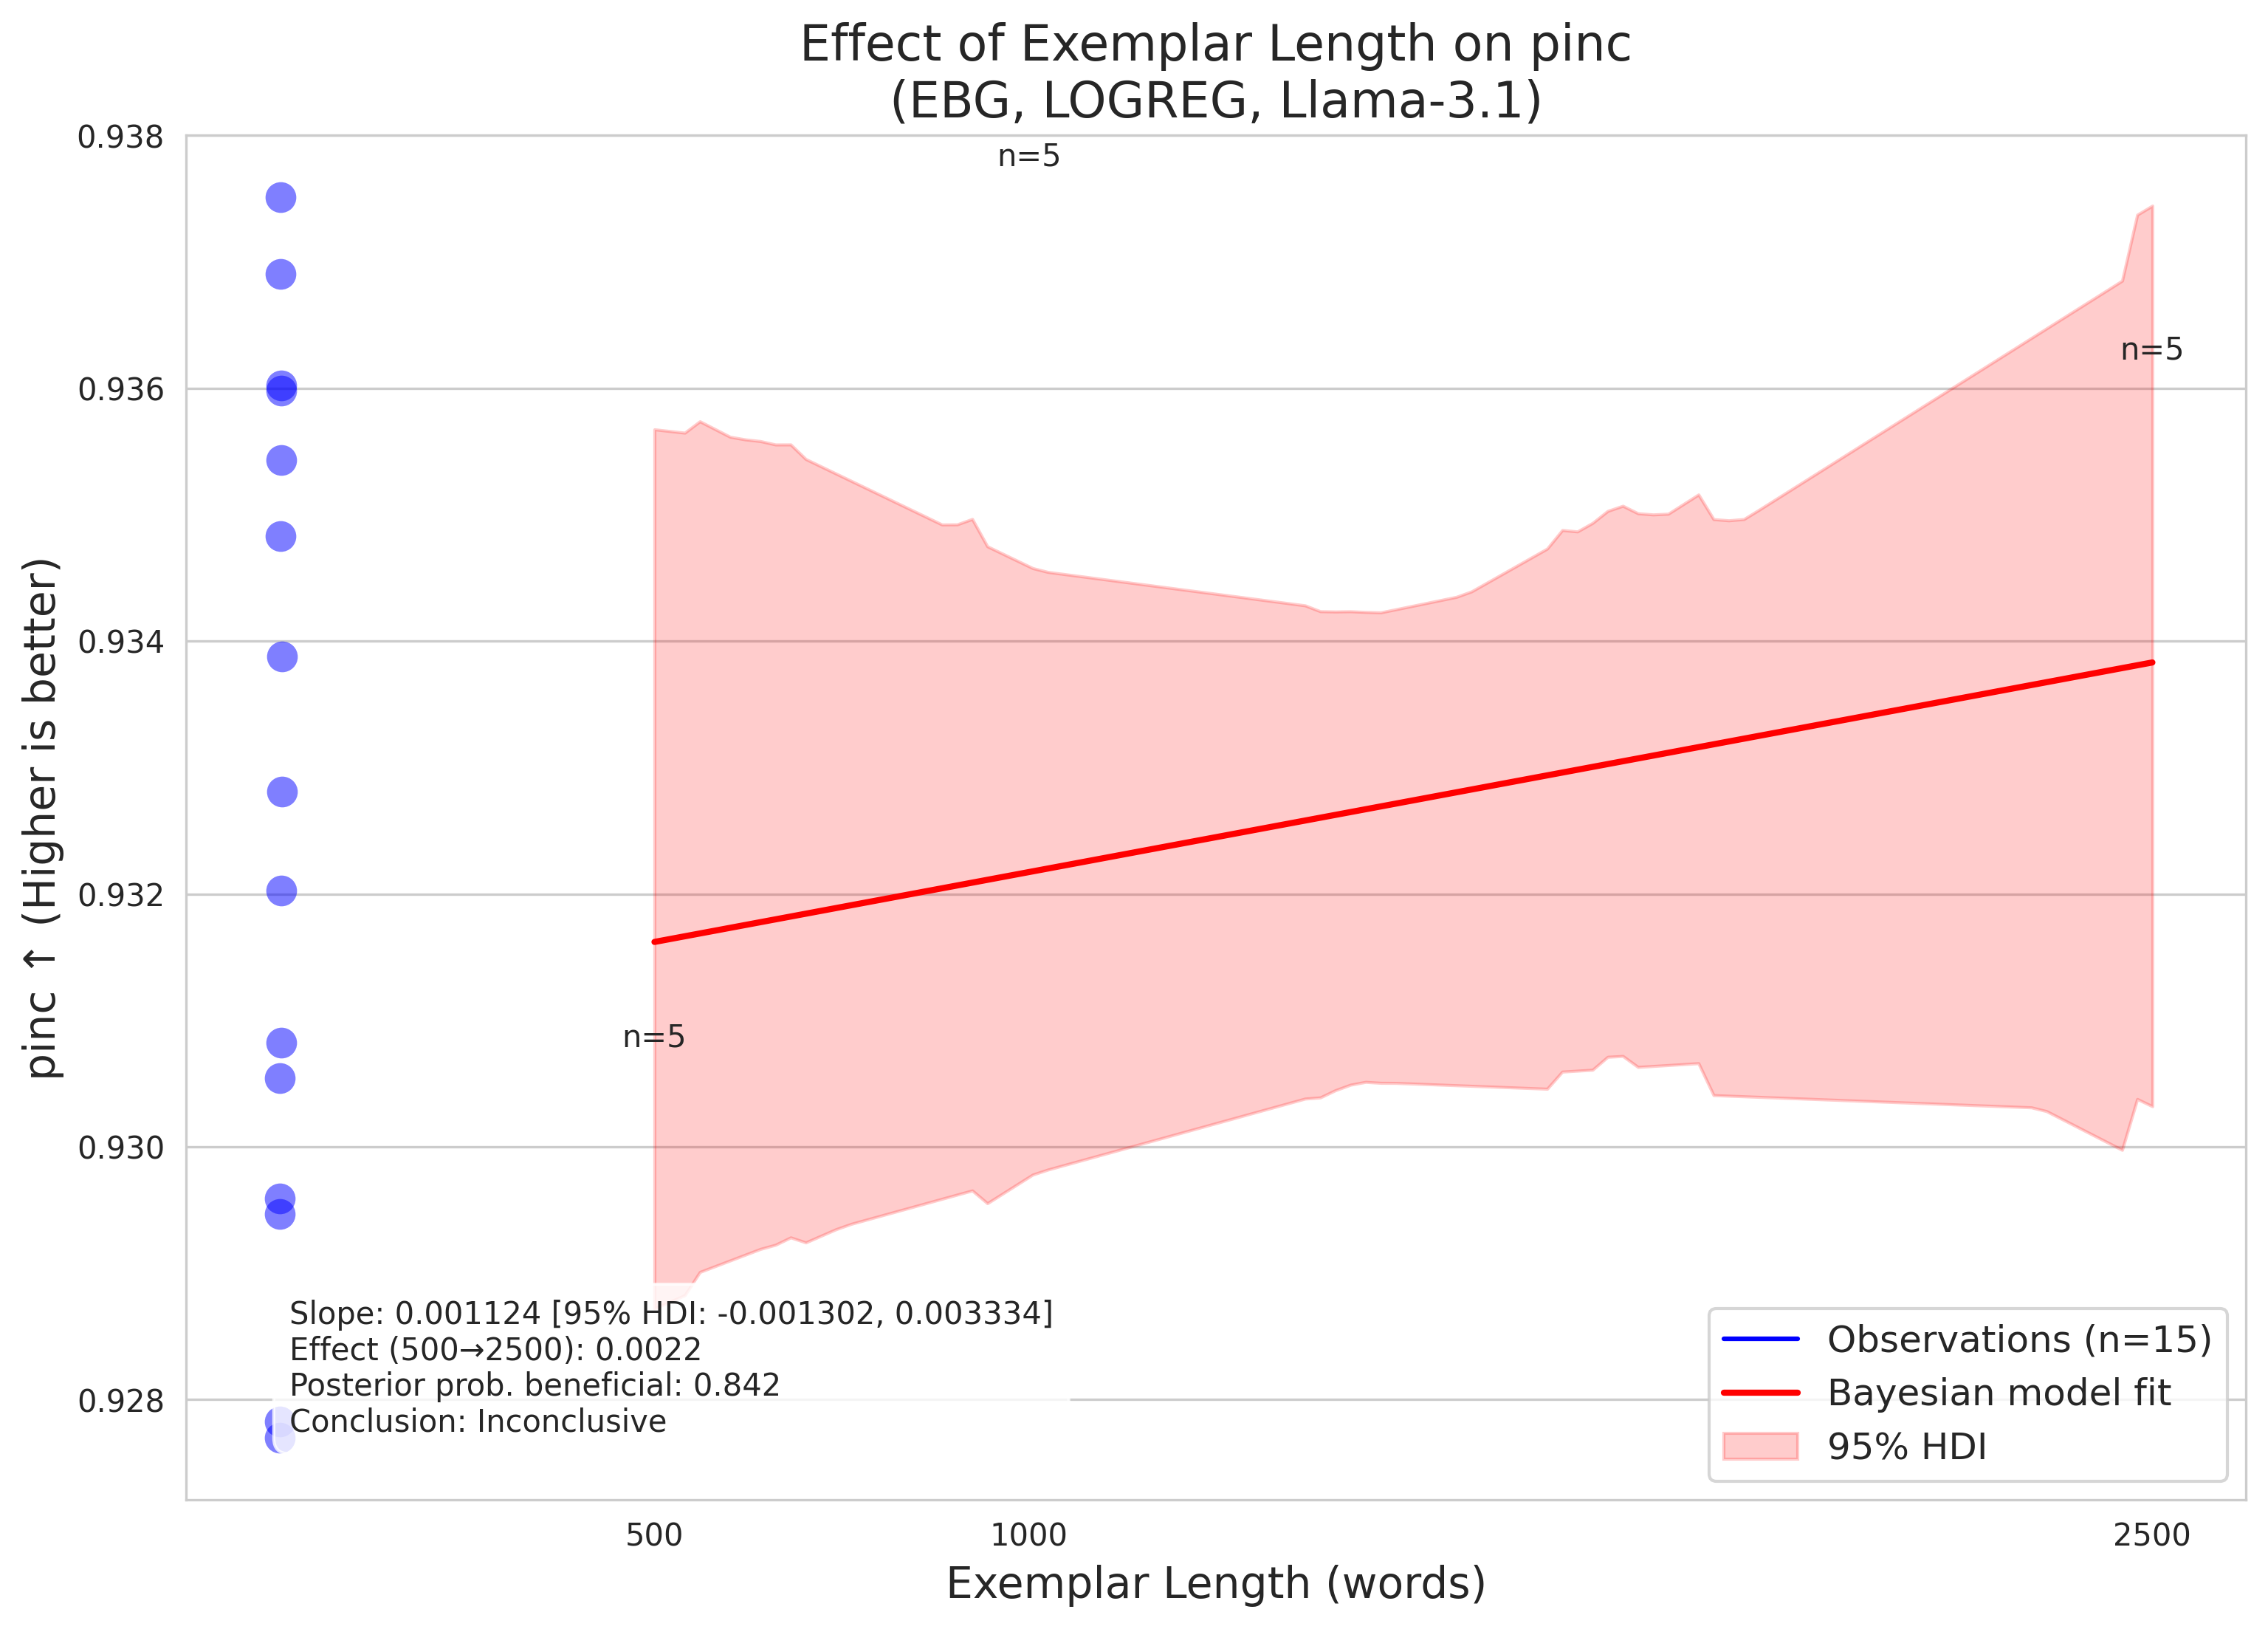 Effect of Exemplar Length on pinc
(EBG, LOGREG, Llama-3.1)
pinc ↑ (Higher is better)
0.938
0.936
0.934
0.932
0.930
0.928
n=5
n=5
n=5
Slope: 0.001124 [95% HDI: -0.001302, 0.003334]
Effect (500→2500): 0.0022
Posterior prob. beneficial: 0.842
Conclusion: Inconclusive
Observations (n=15)
Bayesian model fit
95% HDI
500
1000
2500
Exemplar Length (words)